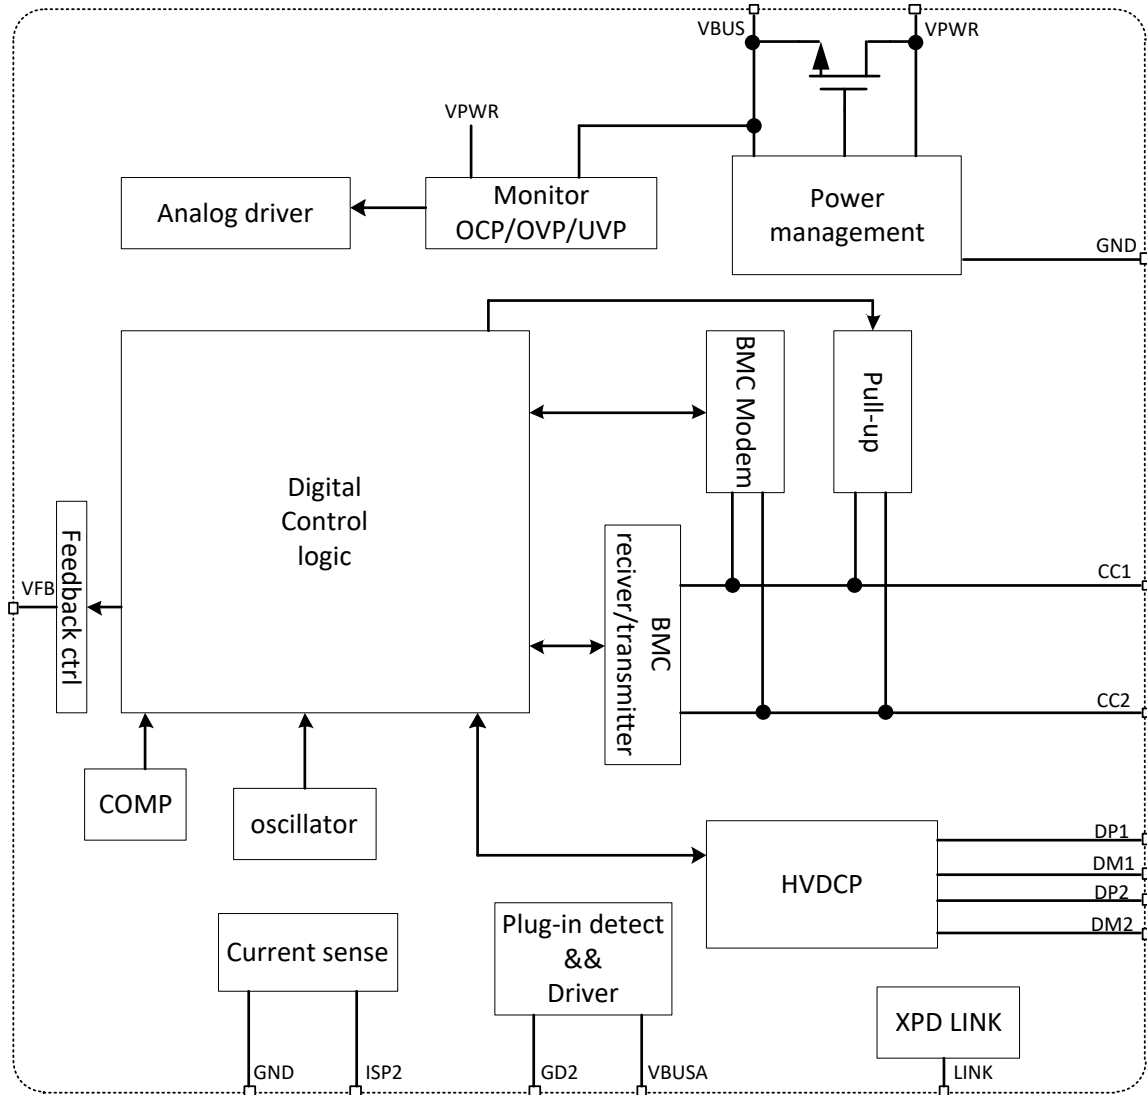 VBUS
VPWR
VPWR
Analog driver
Monitor
OCP/OVP/UVP
Power
management
GND
BMC Modem
Pull-up
Digital
Control
logic
Feedback ctrl
VFB
BMC
reciver/transmitter
CC1
CC2
COMP
oscillator
HVDCP
DP1
DM1
DP2
DM2
Current sense
Plug-in detect
&&
Driver
XPD LINK
GND
ISP2
GD2
VBUSA
LINK